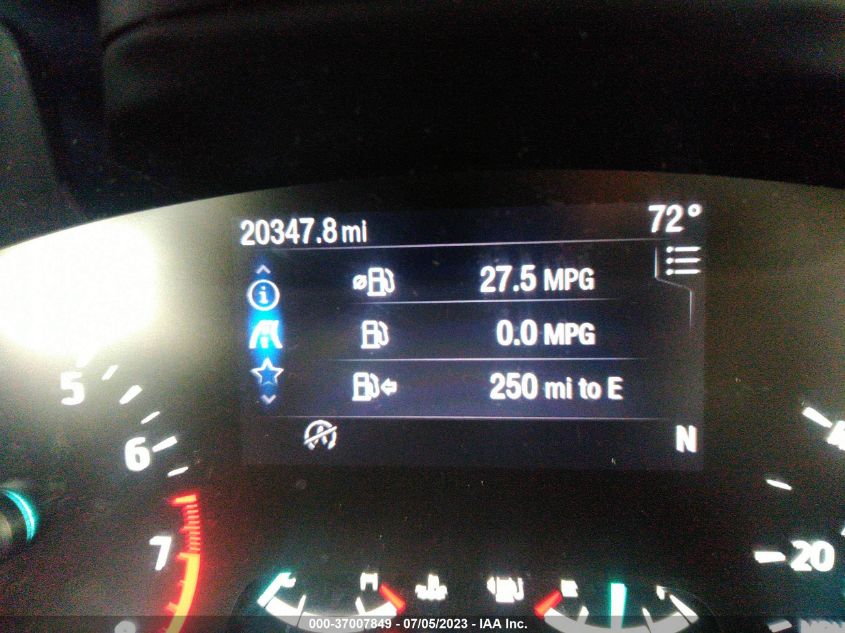 20347.8 mi 72°
27.5 MPG
0.0 MPG
250 mi to E
N
5
6
7
20
000-37007849 - 07/05/2023 - IAA Inc.